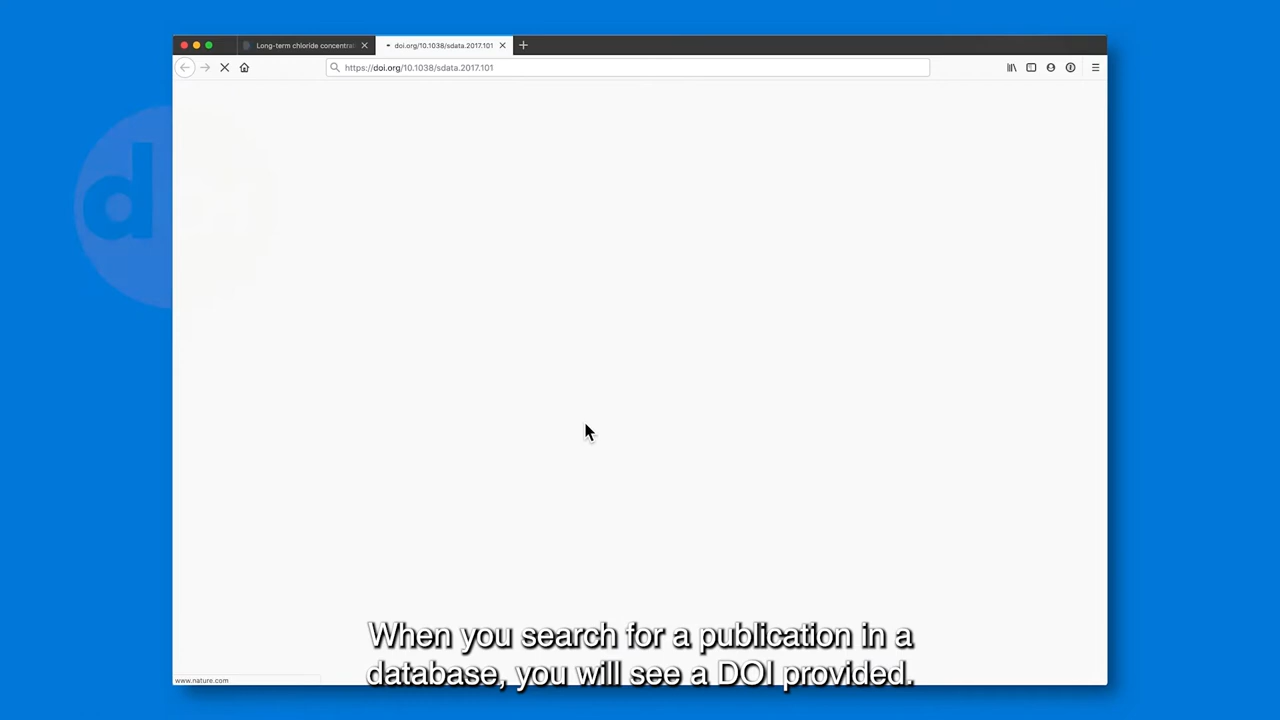 Long-term chloride concentra
doi.org/10.1038/sdata.2017.101
https://doi.org/10.1038/sdata.2017.101
d
When you search for a publication in a
database, you will see a DOI provided.
www.nature.com